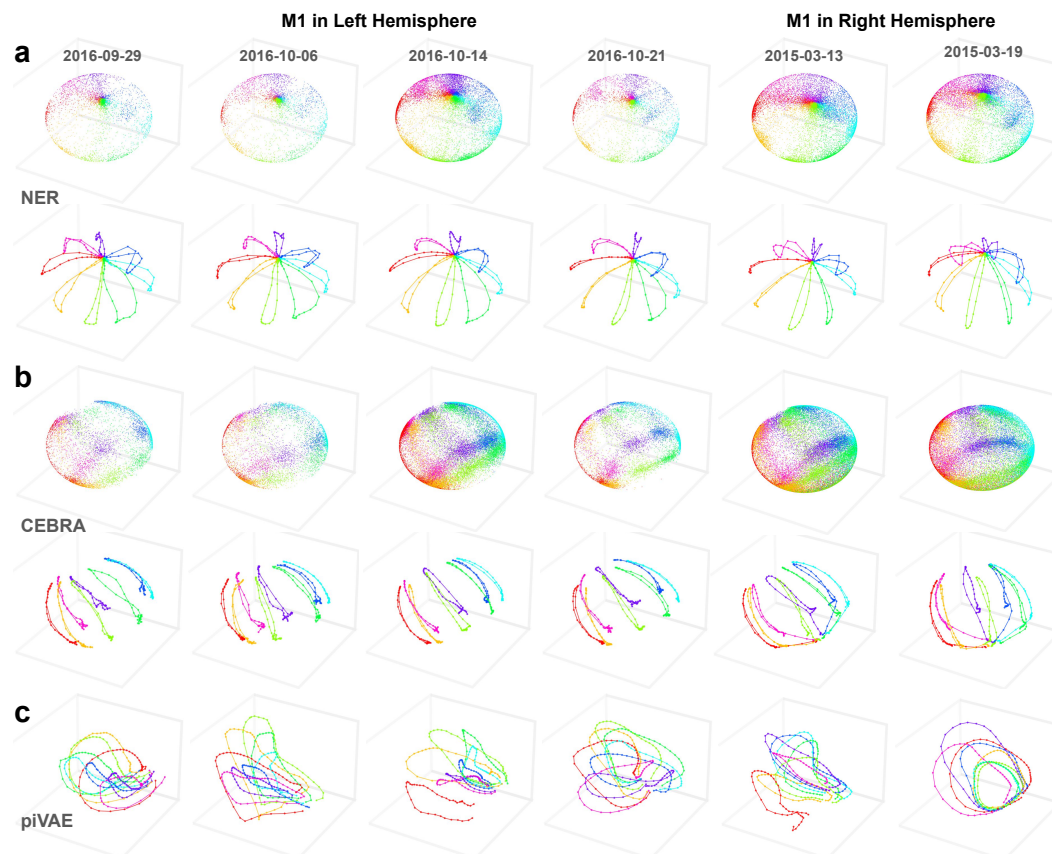 M1 in Left Hemisphere M1 in Right Hemisphere
a 2016-09-29 2016-10-06 2016-10-14 2016-10-21 2015-03-13 2015-03-19
NER
b
CEBRA
c
piVAE